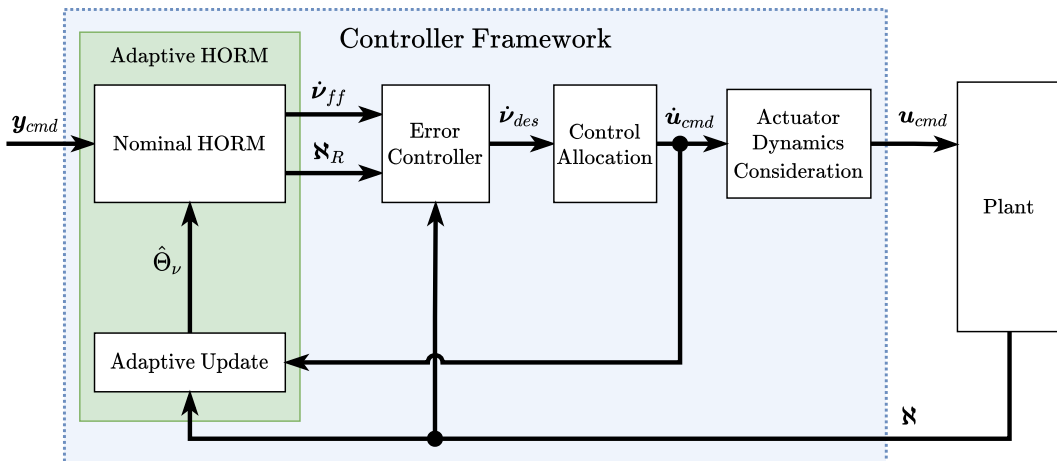 Controller Framework
Adaptive HORM
y_cmd
Nominal HORM
ν̇_ff
ℵ_R
Error
Controller
ν̇_des
Control
Allocation
u̇_cmd
Actuator
Dynamics
Consideration
u_cmd
Plant
Θ̂_ν
Adaptive Update
ℵ